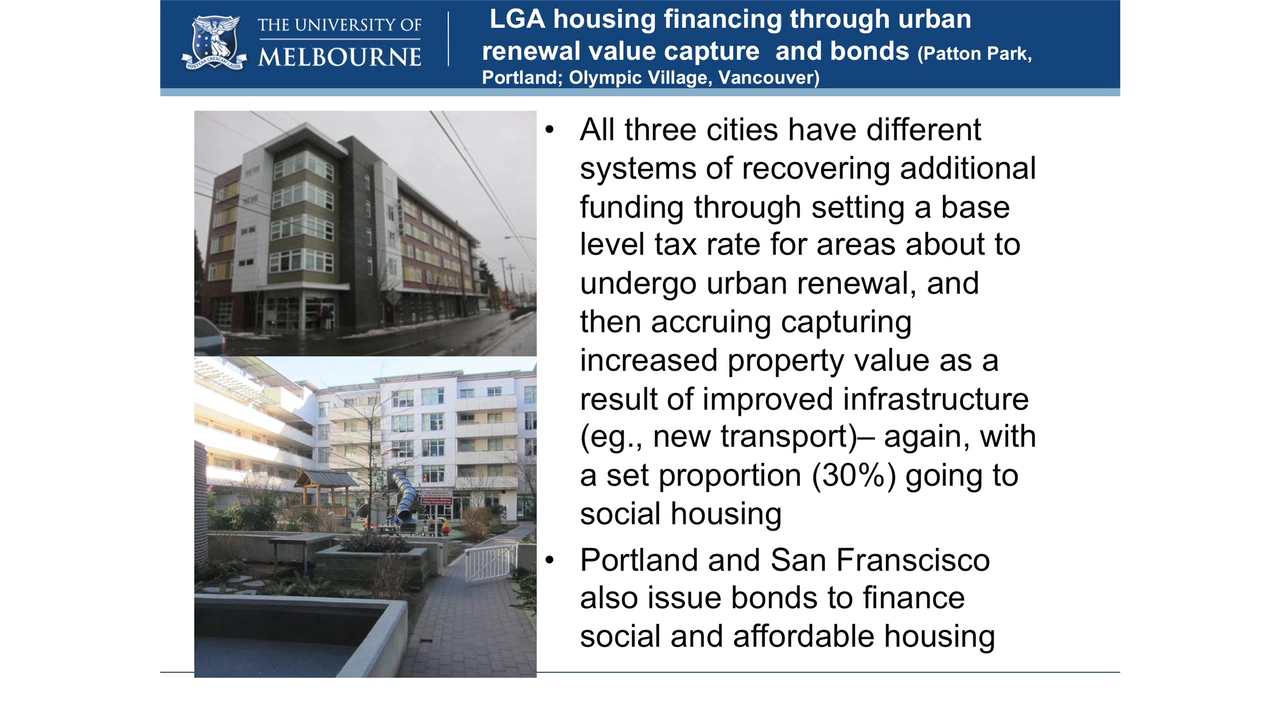 THE UNIVERSITY OF
MELBOURNE
LGA housing financing through urban
renewal value capture and bonds (Patton Park,
Portland; Olympic Village, Vancouver)
• All three cities have different
systems of recovering additional
funding through setting a base
level tax rate for areas about to
undergo urban renewal, and
then accruing capturing
increased property value as a
result of improved infrastructure
(eg., new transport)– again, with
a set proportion (30%) going to
social housing
• Portland and San Franscisco
also issue bonds to finance
social and affordable housing